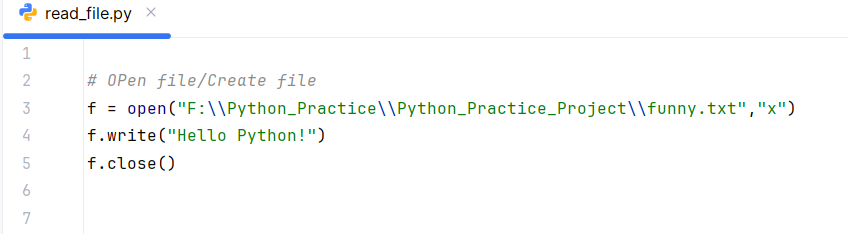 read_file.py
1
2 # OPen file/Create file
3 f = open("F:\\Python_Practice\\Python_Practice_Project\\funny.txt","x")
4 f.write("Hello Python!")
5 f.close()
6
7